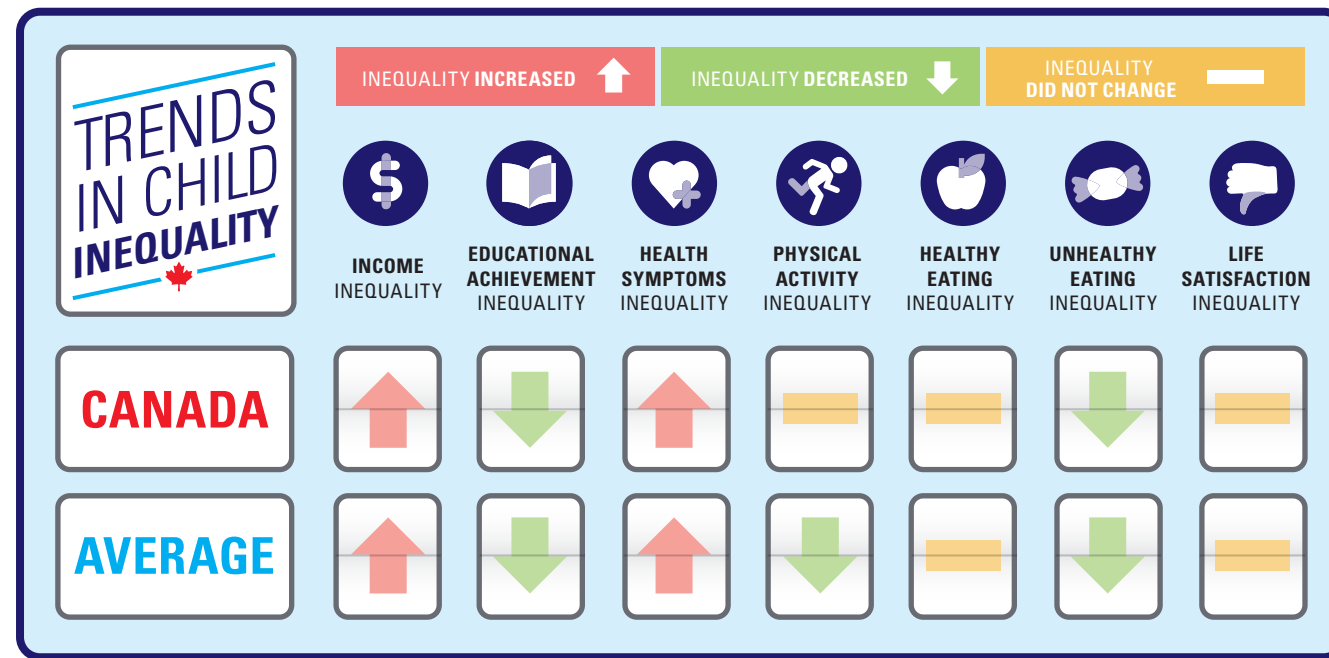 TRENDS
IN CHILD
INEQUALITY
INEQUALITY INCREASED
INEQUALITY DECREASED
INEQUALITY
DID NOT CHANGE
INCOME
INEQUALITY
EDUCATIONAL
ACHIEVEMENT
INEQUALITY
HEALTH
SYMPTOMS
INEQUALITY
PHYSICAL
ACTIVITY
INEQUALITY
HEALTHY
EATING
INEQUALITY
UNHEALTHY
EATING
INEQUALITY
LIFE
SATISFACTION
INEQUALITY
CANADA
AVERAGE